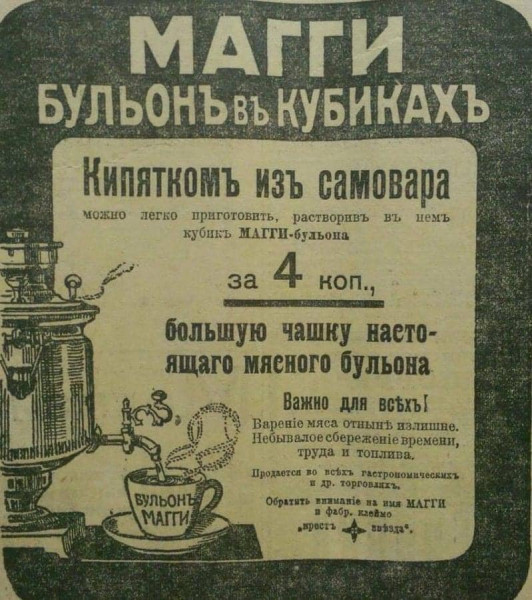 МАГГИ
БУЛЬОНЪ ВЪ КУБИКАХЪ
Кипяткомъ изъ самовара
можно легко приготовить, растворивъ въ немъ
кубик МАГГИ-бульона
за 4 коп.,
большую чашку насто-
ящаго мясного бульона
Важно для всѣхъ!
Вареніе мяса отнынѣ излишне.
Небывалое сбереженіе времени,
труда и топлива.
Продается во всѣхъ гастрономическихъ
и др. торговляхъ.
Обратить вниманіе на имя МАГГИ
и фабр. клеймо
„крестъ звѣзда“.
БУЛЬОНЪ
МАГГИ